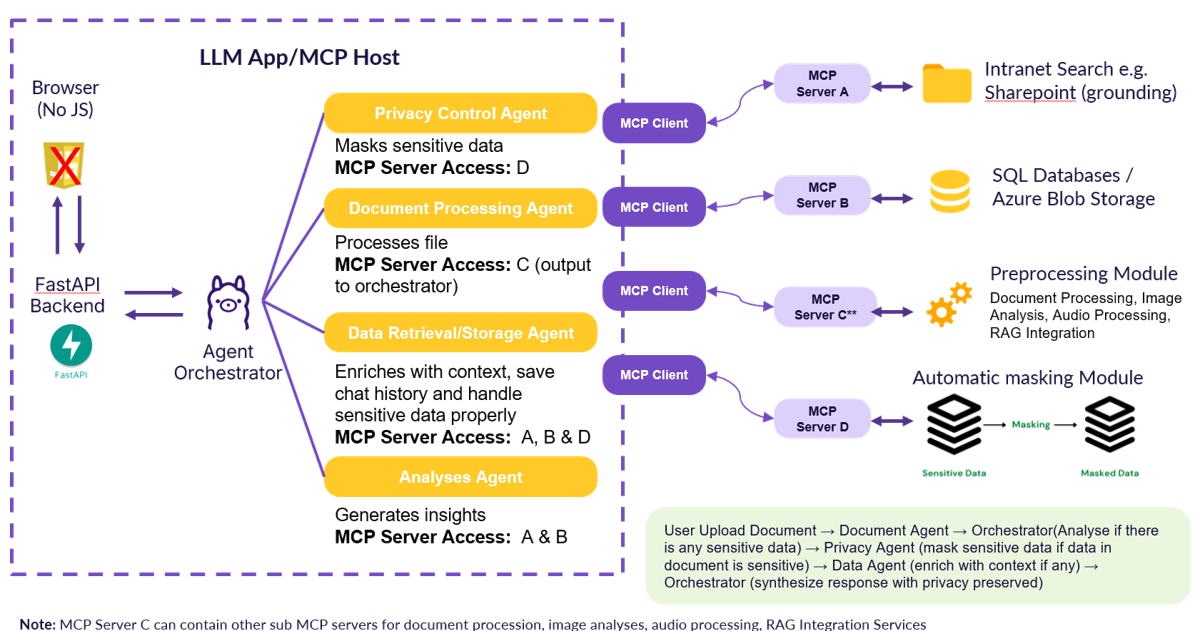 LLM App/MCP Host
Browser
(No JS)
FastAPI
Backend
FastAPI
Agent
Orchestrator
Privacy Control Agent
Masks sensitive data
MCP Server Access: D
Document Processing Agent
Processes file
MCP Server Access: C (output
to orchestrator)
Data Retrieval/Storage Agent
Enriches with context, save
chat history and handle
sensitive data properly
MCP Server Access:  A, B & D
Analyses Agent
Generates insights
MCP Server Access:  A & B
MCP Client
MCP Client
MCP Client
MCP Client
MCP
Server A
MCP
Server B
MCP
Server C**
MCP
Server D
Intranet Search e.g.
Sharepoint (grounding)
SQL Databases /
Azure Blob Storage
Preprocessing Module
Document Processing, Image
Analysis, Audio Processing,
RAG Integration
Automatic masking Module
Masking
Sensitive Data
Masked Data
User Upload Document → Document Agent → Orchestrator(Analyse if there
is any sensitive data) → Privacy Agent (mask sensitive data if data in
document is sensitive) → Data Agent (enrich with context if any) →
Orchestrator (synthesize response with privacy preserved)
Note: MCP Server C can contain other sub MCP servers for document procession, image analyses, audio processing, RAG Integration Services